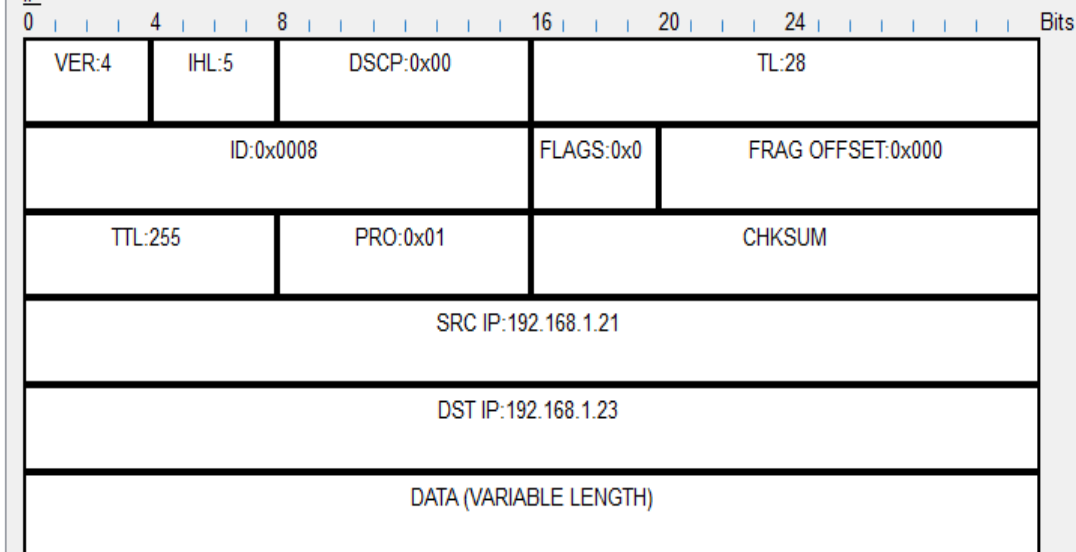 0 4 8 16 20 24 Bits
VER:4 IHL:5 DSCP:0x00 TL:28
ID:0x0008 FLAGS:0x0 FRAG OFFSET:0x000
TTL:255 PRO:0x01 CHKSUM
SRC IP:192.168.1.21
DST IP:192.168.1.23
DATA (VARIABLE LENGTH)